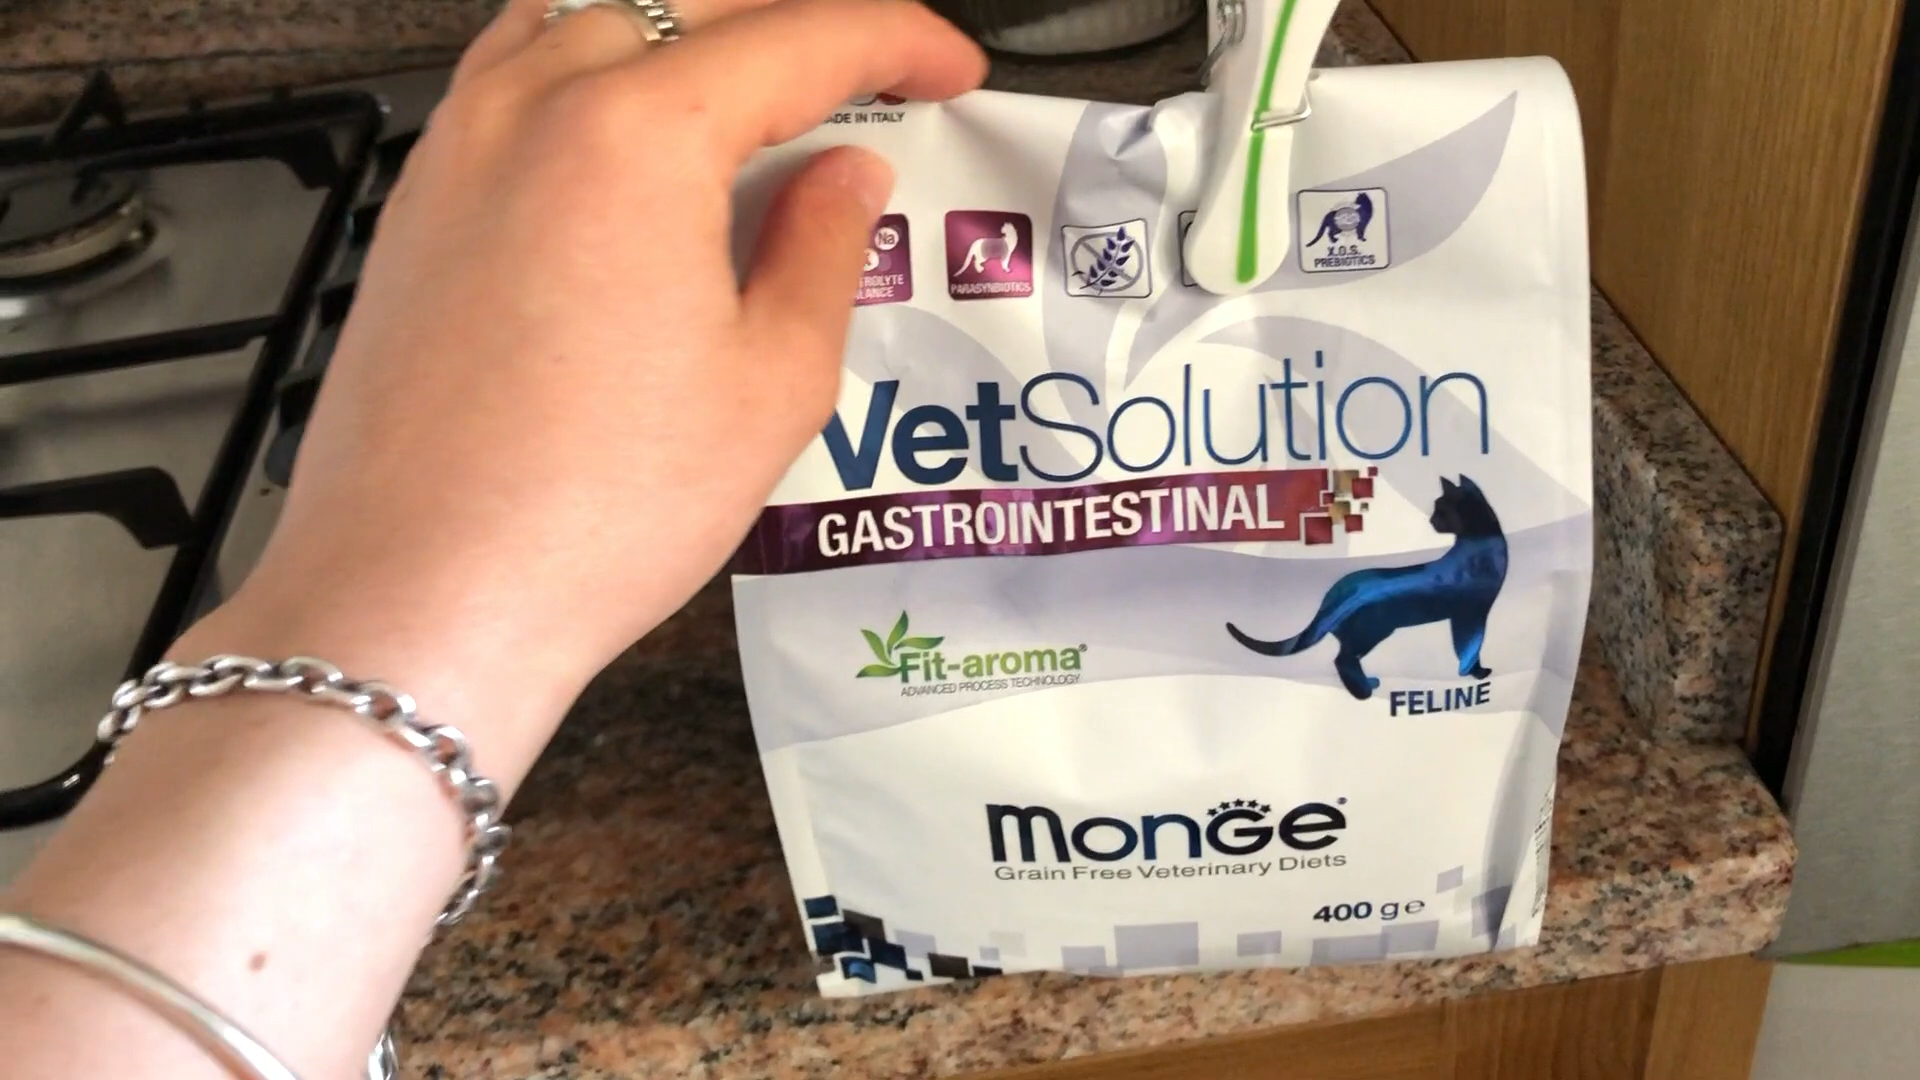 MADE IN ITALY
Na
PARASYNBIOTICS
X.O.S.
PREBIOTICS
VetSolution
GASTROINTESTINAL
Fit-aroma®
ADVANCED PROCESS TECHNOLOGY
FELINE
monGe®
Grain Free Veterinary Diets
400 g e